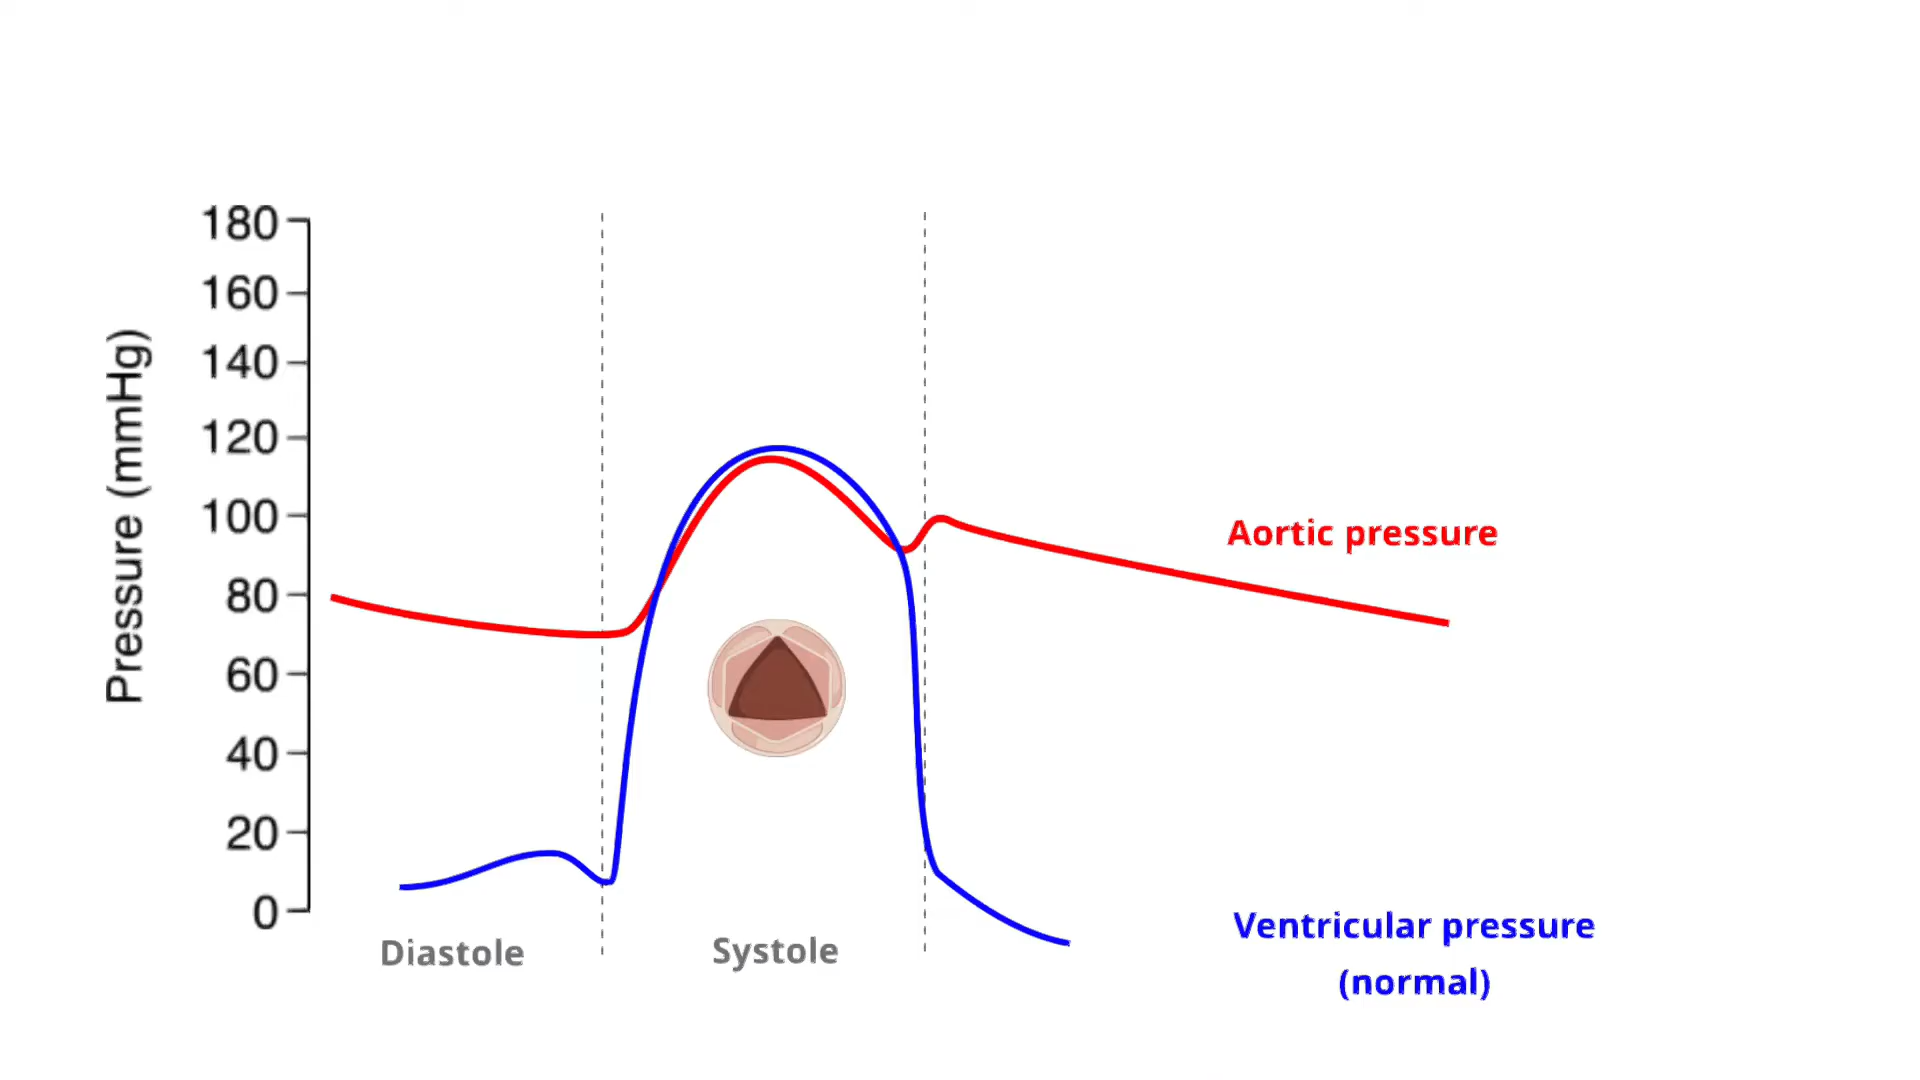 180
160
140
120
100
80
60
40
20
0
Pressure (mmHg)
Aortic pressure
Ventricular pressure
(normal)
Diastole
Systole